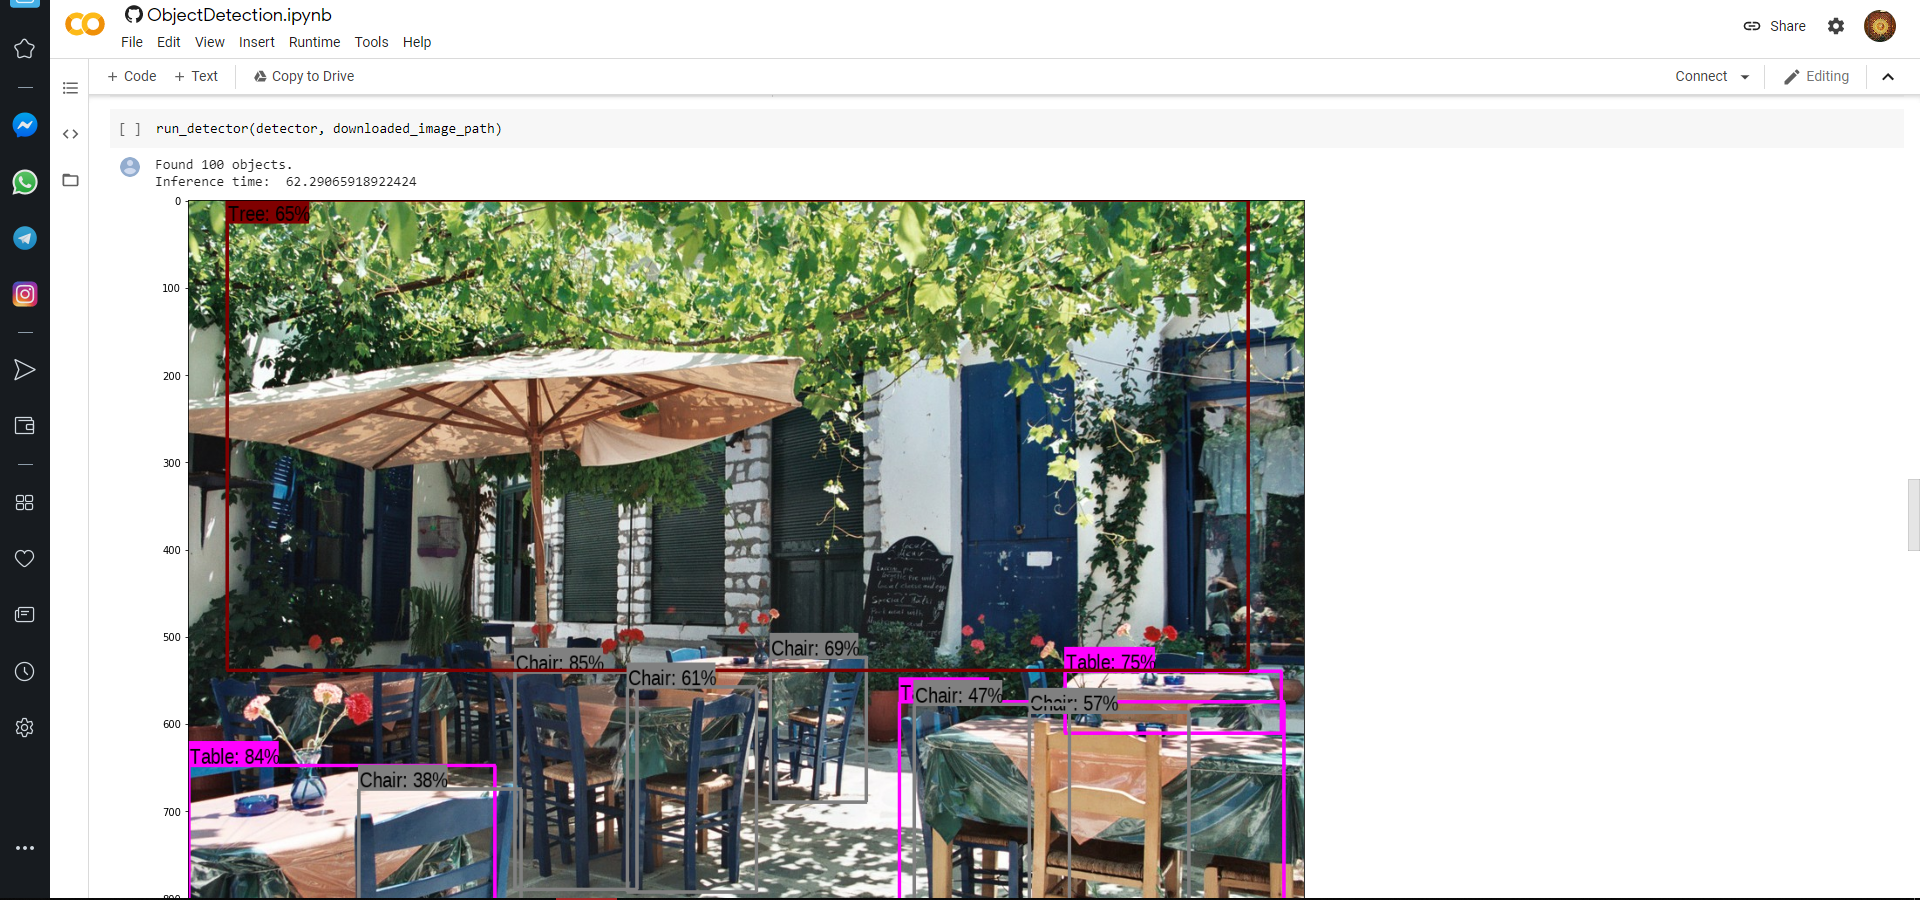 ObjectDetection.ipynb
File Edit View Insert Runtime Tools Help
Share
+ Code + Text Copy to Drive
Connect Editing
[ ] run_detector(detector, downloaded_image_path)
Found 100 objects.
Inference time: 62.29065918922424
0
Tree: 65%
100
200
300
400
500
Chair: 69%
Chair: 85%
Table: 75%
Chair: 61%
T
Chair: 47%
Chair: 57%
600
Table: 84%
Chair: 38%
700
800